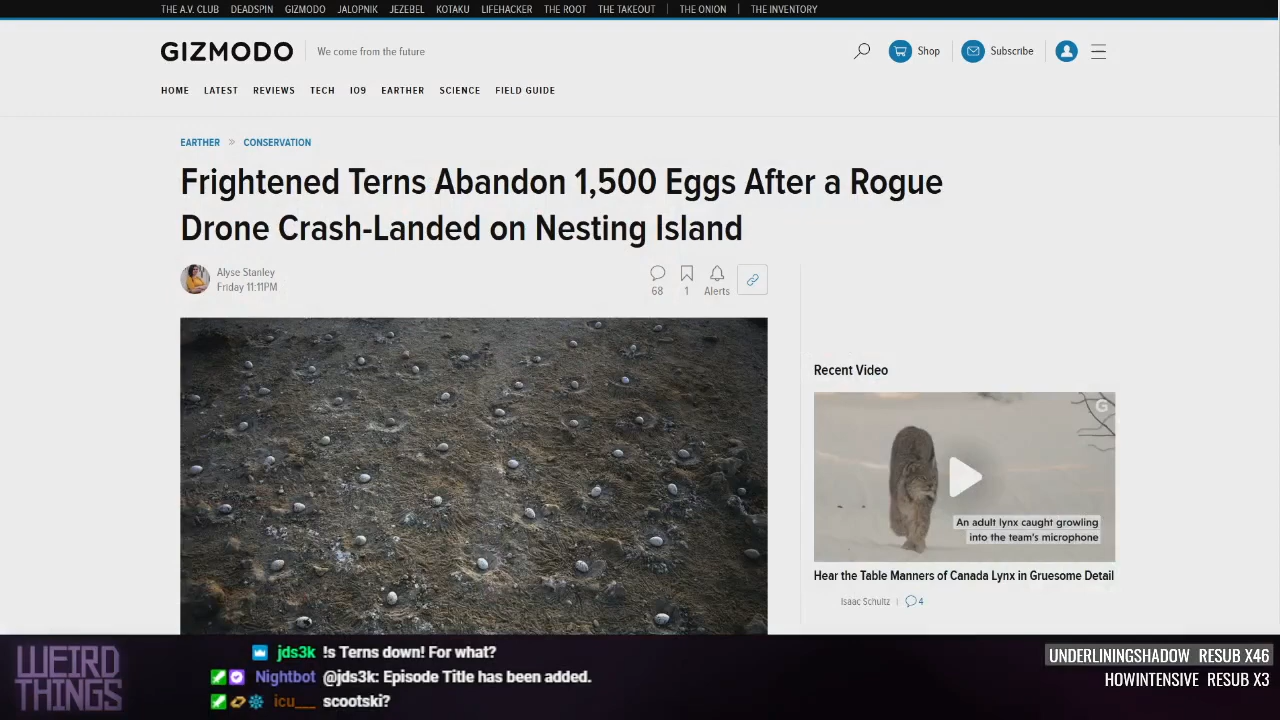 THE A.V. CLUB DEADSPIN GIZMODO JALOPNIK JEZEBEL KOTAKU LIFEHACKER THE ROOT THE TAKEOUT | THE ONION | THE INVENTORY
GIZMODO We come from the future Shop Subscribe
HOME LATEST REVIEWS TECH IO9 EARTHER SCIENCE FIELD GUIDE
EARTHER » CONSERVATION
Frightened Terns Abandon 1,500 Eggs After a Rogue
Drone Crash-Landed on Nesting Island
Alyse Stanley
Friday 11:11PM
68 1 Alerts
Recent Video
G
An adult lynx caught growling
into the team's microphone
Hear the Table Manners of Canada Lynx in Gruesome Detail
Isaac Schultz | 4
WEIRD
THINGS
jds3k !s Terns down! For what?
Nightbot @jds3k: Episode Title has been added.
icu__ scootski?
UNDERLININGSHADOW RESUB X46
HOWINTENSIVE RESUB X3